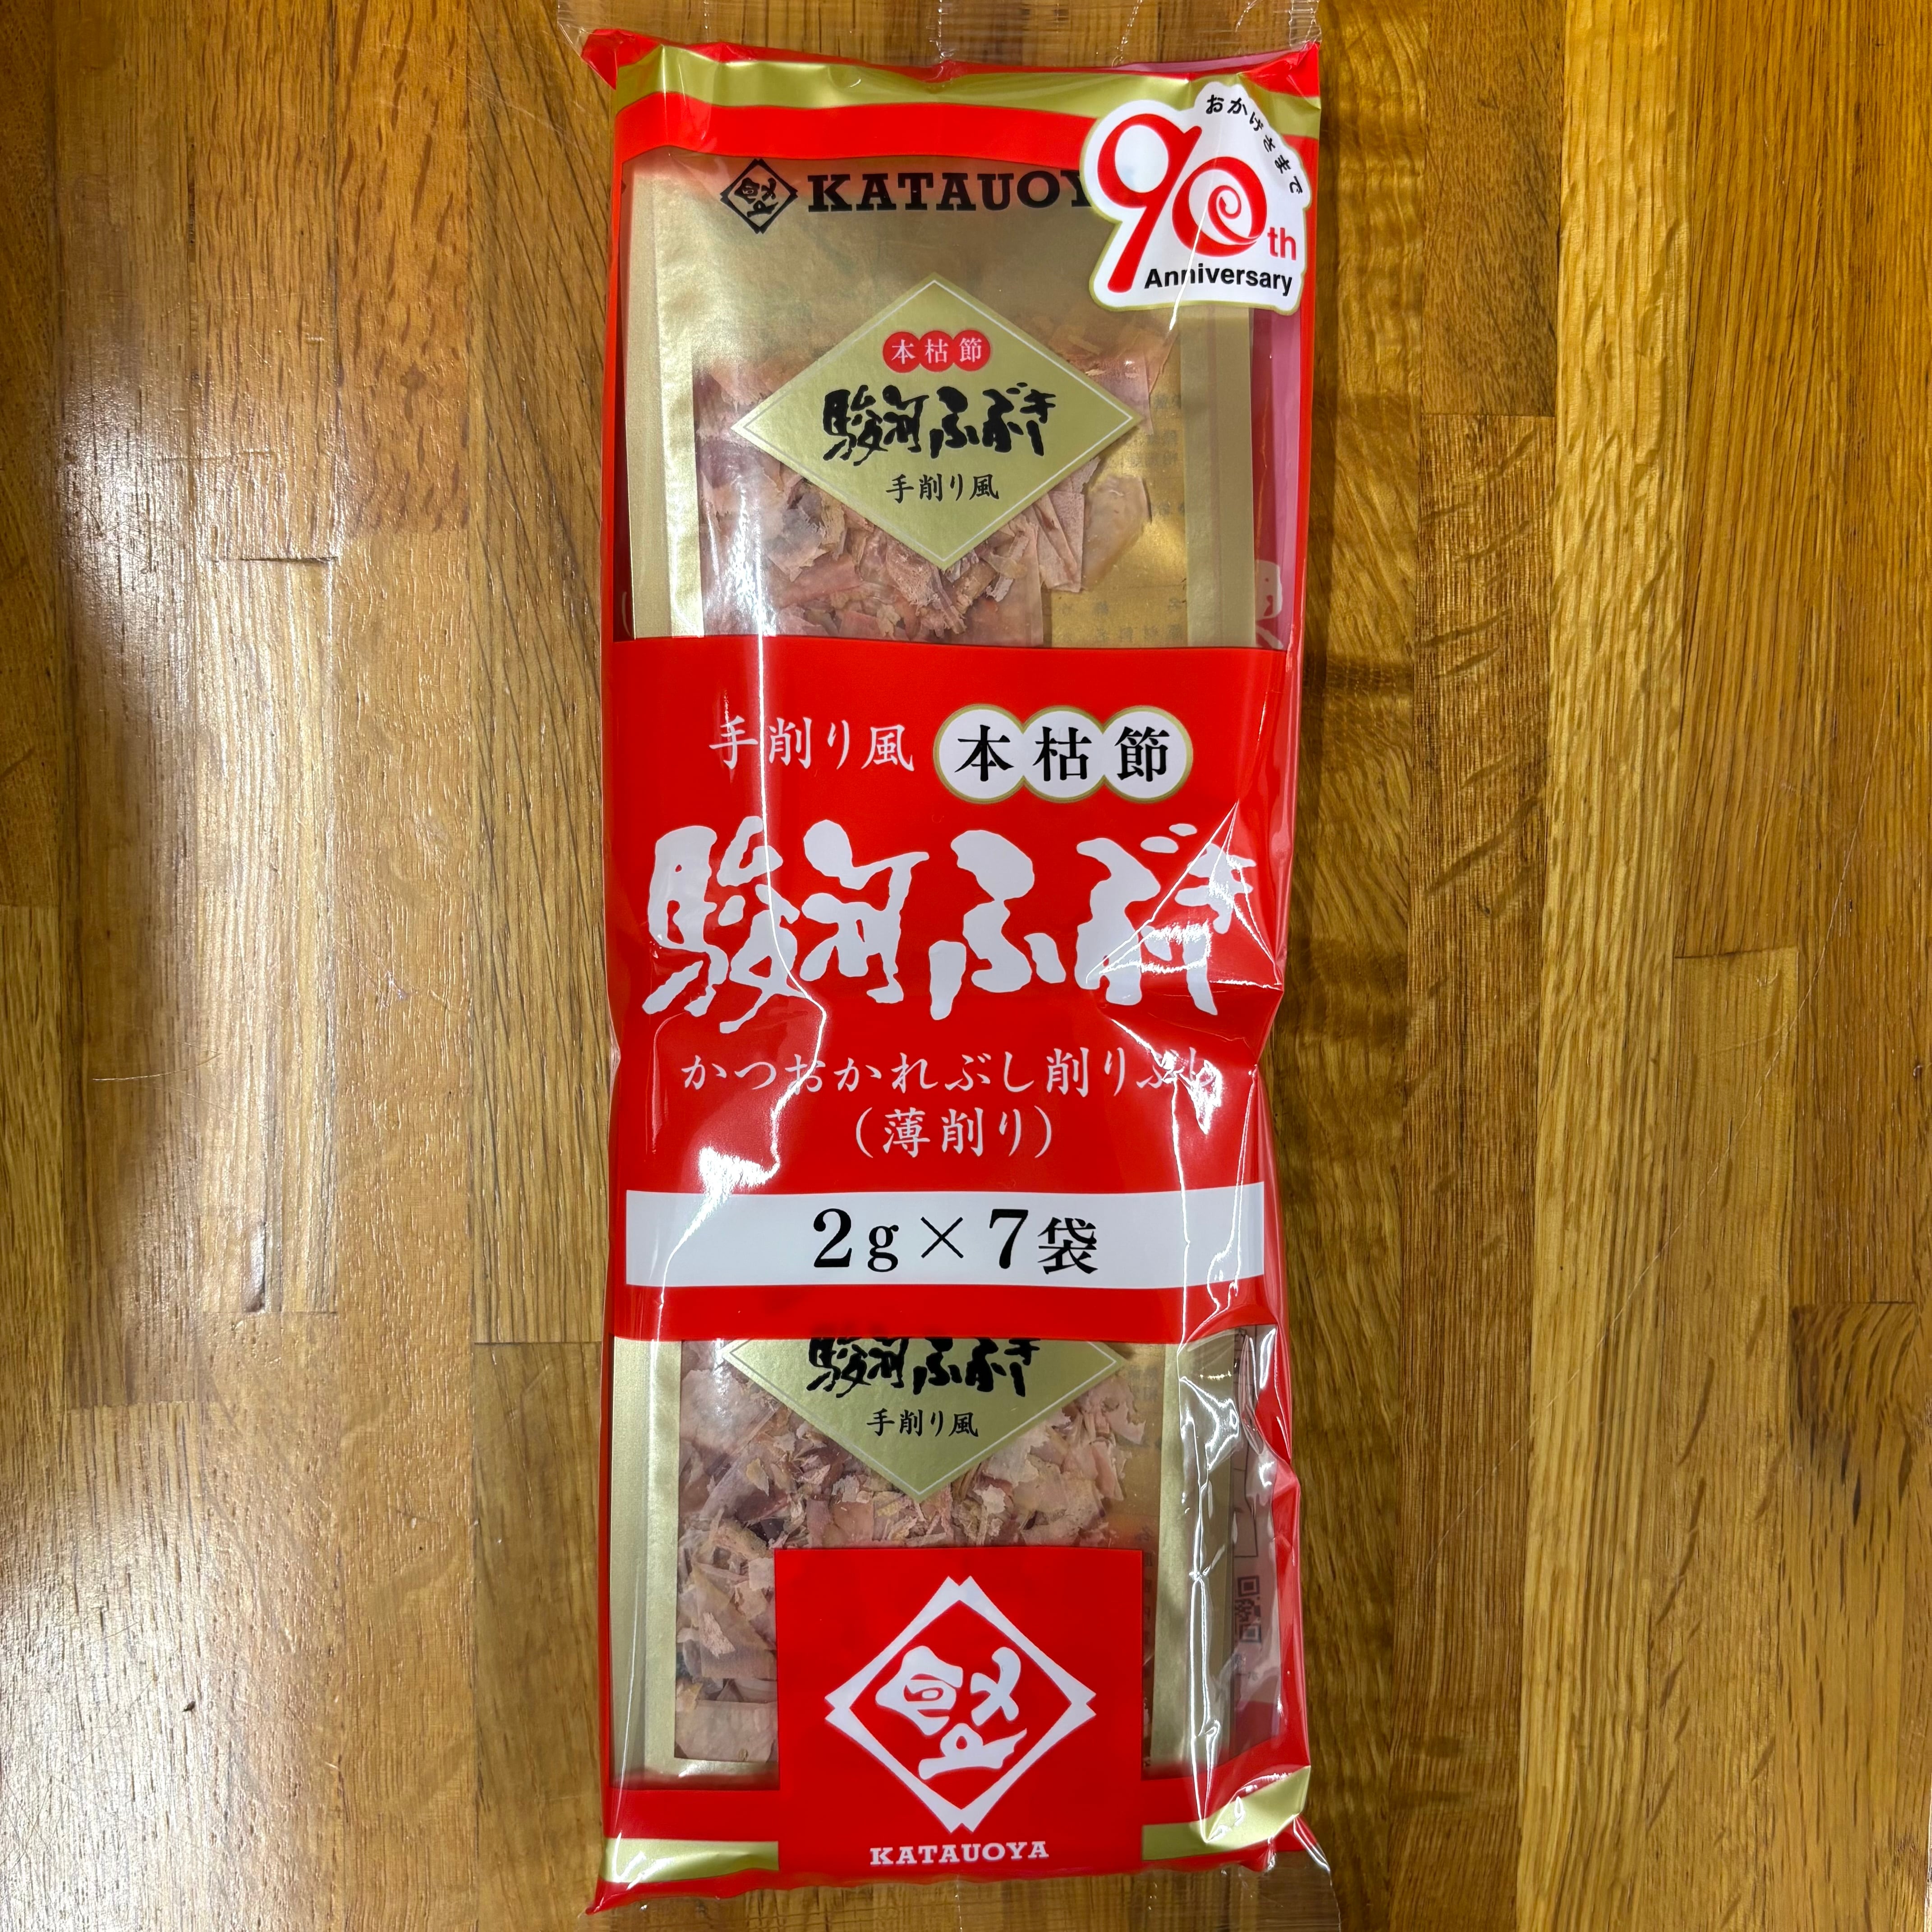 おかげさまで
90th
Anniversary
KATAUOY
本枯節
駿河ふぶき
手削り風
手削り風 本枯節
駿河ふぶき
かつおかれぶし削りぶし
(薄削り)
2g×7袋
駿河ふぶき
手削り風
KATAUOYA